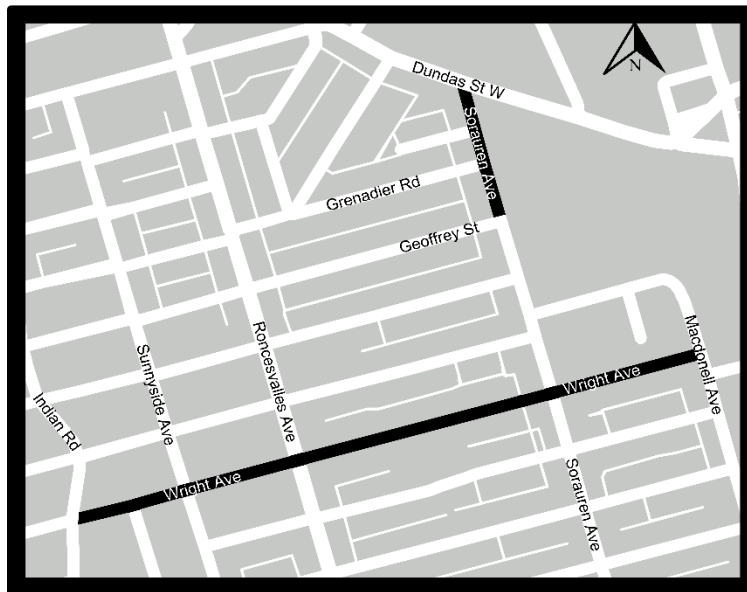 N
Dundas St W
Sorauren Ave
Grenadier Rd
Geoffrey St
Macdonell Ave
Roncesvalles Ave
Sunnyside Ave
Wright Ave
Indian Rd
Sorauren Ave
Wright Ave